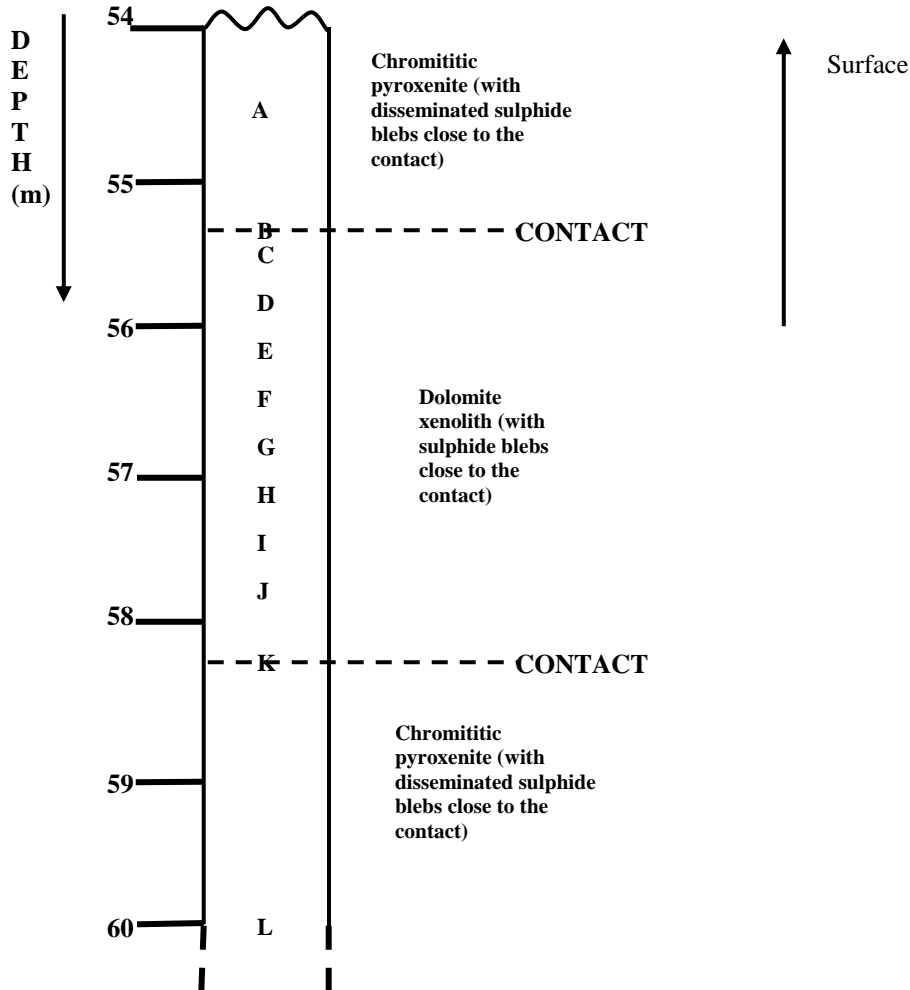 54
D
E
P
T
H
(m)
Chromititic
pyroxenite (with
disseminated sulphide
blebs close to the
contact)
Surface
A
55
B
CONTACT
C
D
56
E
F
Dolomite
xenolith (with
sulphide blebs
close to the
contact)
G
57
H
I
J
58
K
CONTACT
Chromititic
pyroxenite (with
disseminated sulphide
blebs close to the
contact)
59
60
L